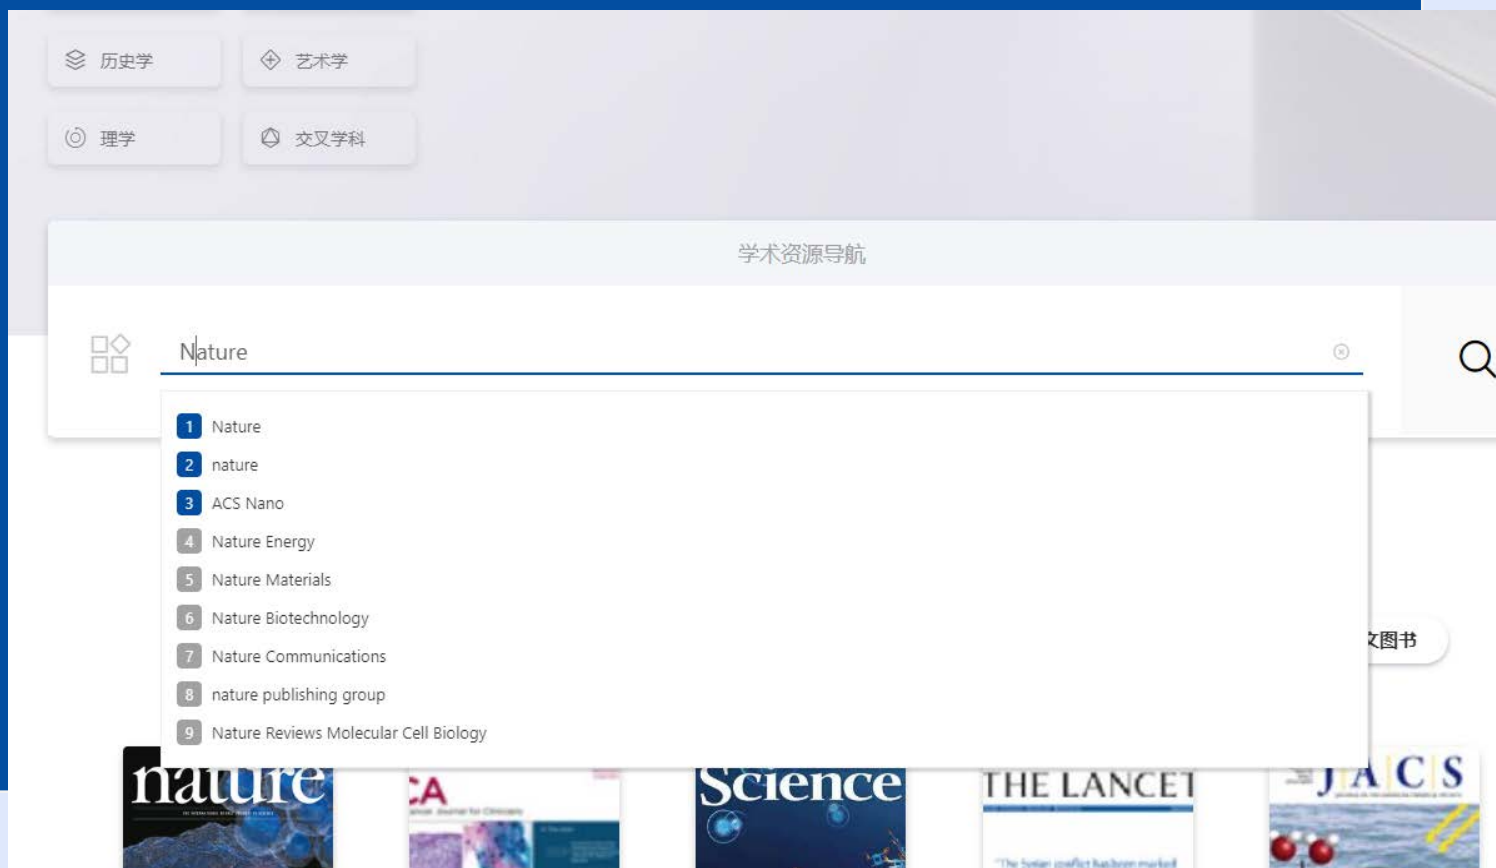 历史学
艺术学
理学
交叉学科
学术资源导航
Nature
1 Nature
2 nature
3 ACS Nano
4 Nature Energy
5 Nature Materials
6 Nature Biotechnology
7 Nature Communications
8 nature publishing group
9 Nature Reviews Molecular Cell Biology
图书
nature
CA
Science
THE LANCET
JACS